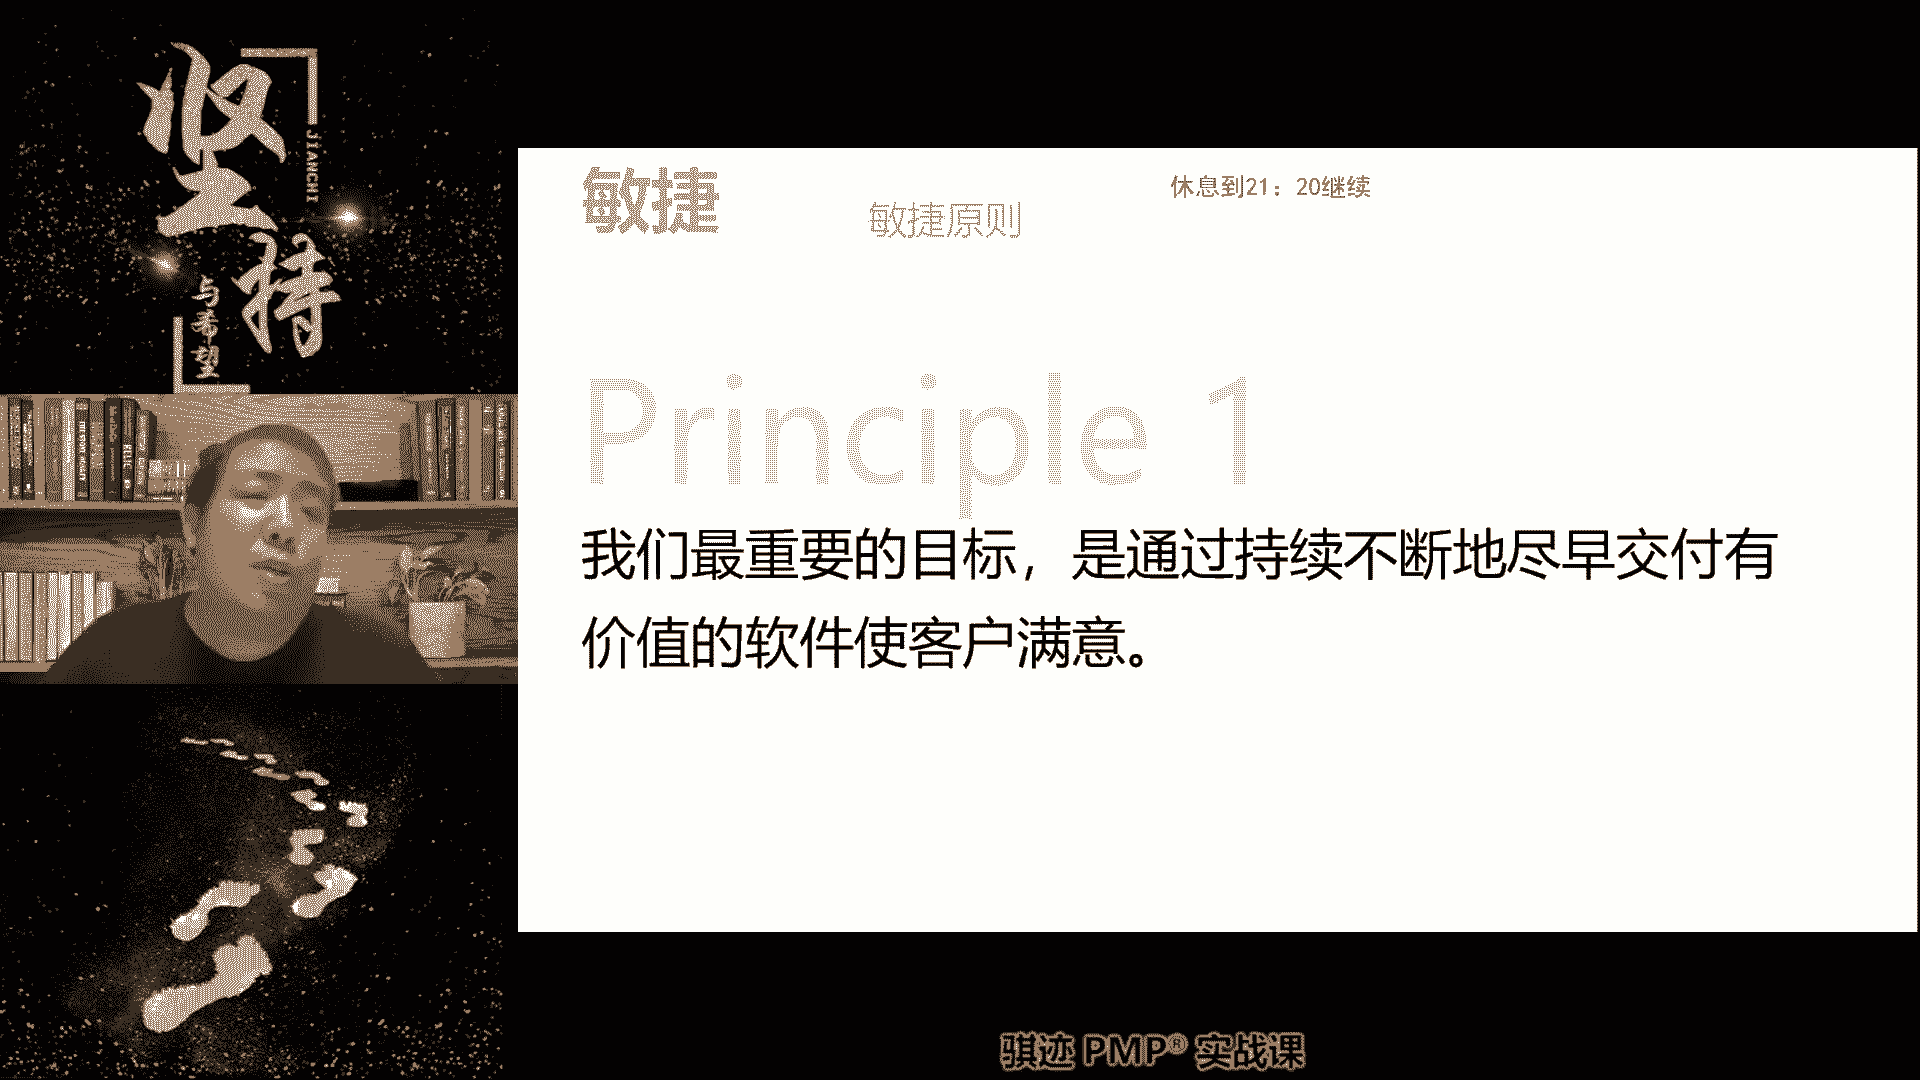 坚持
JIANCHI
与希望
敏捷
敏捷原则
休息到21：20继续
Principle 1
我们最重要的目标，是通过持续不断地尽早交付有
价值的软件使客户满意。
骐迹 PMP® 实战课